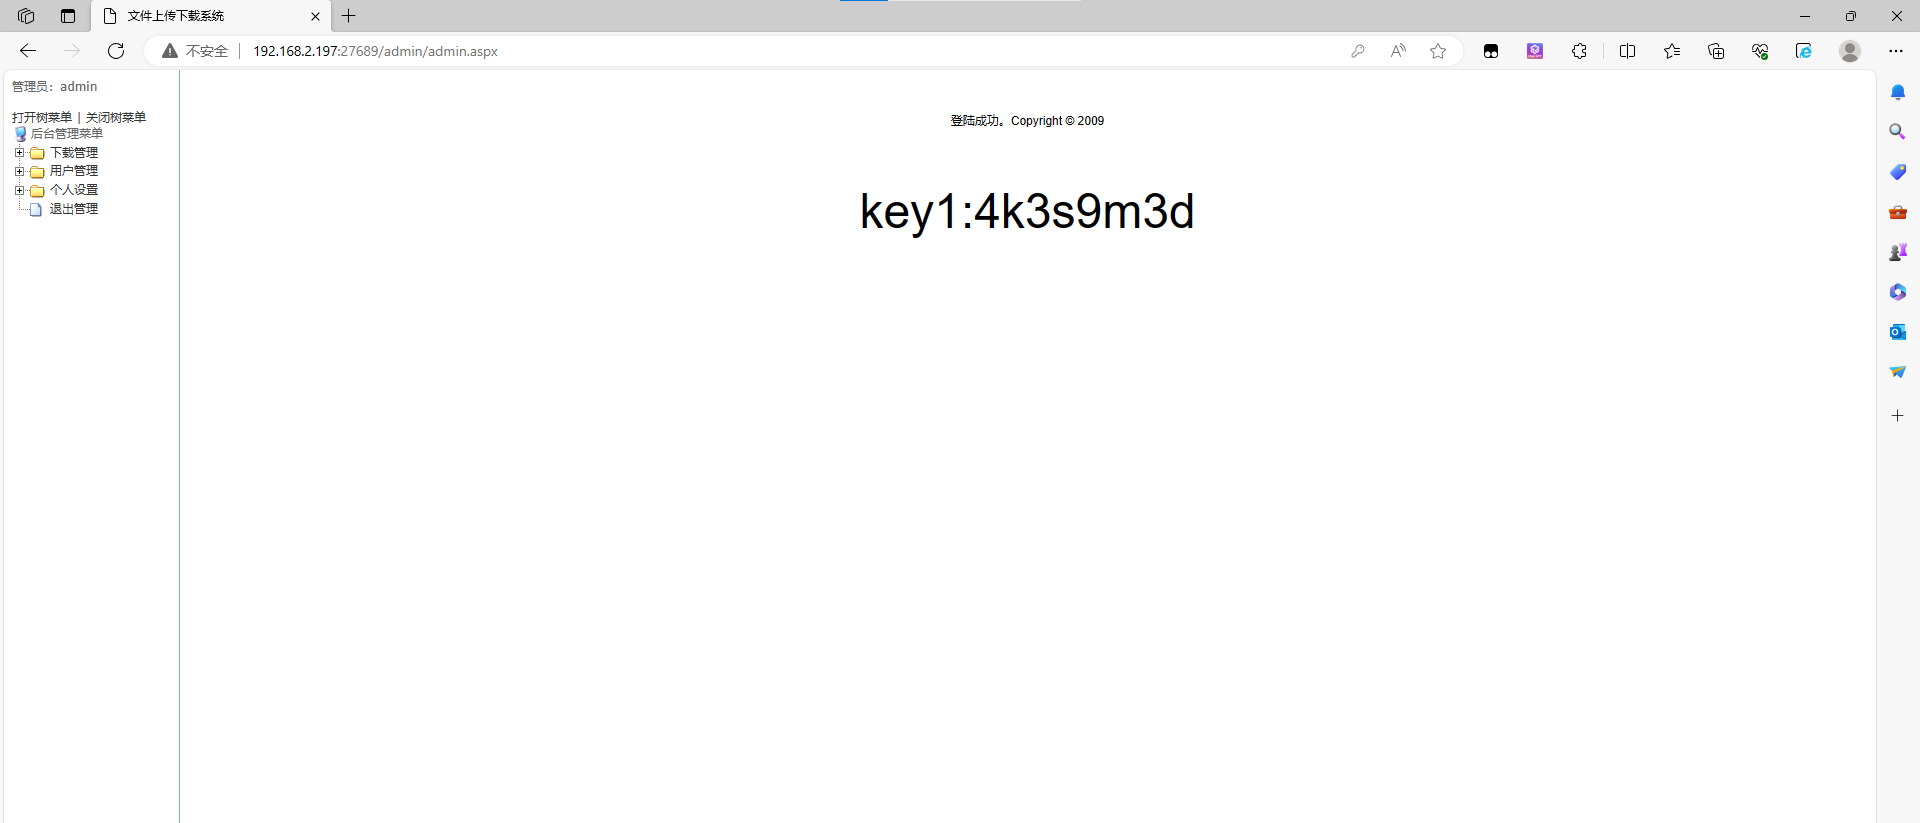 文件上传下载系统
不安全
192.168.2.197:27689/admin/admin.aspx
管理员：admin
打开树菜单 | 关闭树菜单
后台管理菜单
下载管理
用户管理
个人设置
退出管理
登陆成功。Copyright © 2009
key1:4k3s9m3d